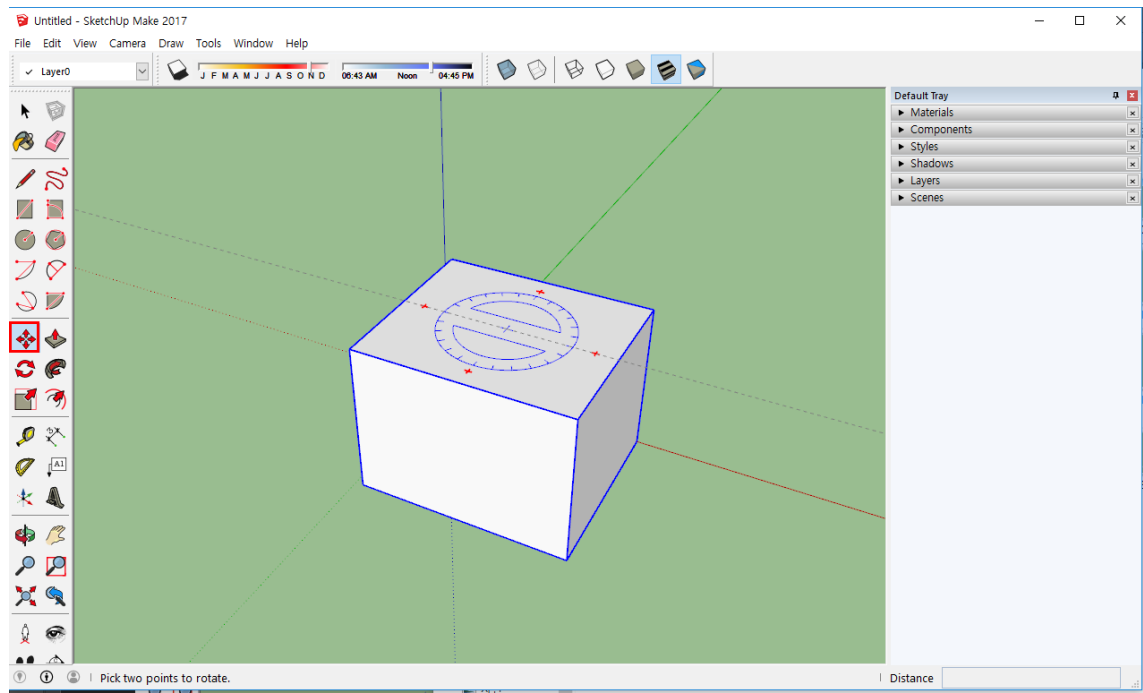 Untitled - SketchUp Make 2017
File Edit View Camera Draw Tools Window Help
Layer0
J F M A M J J A S O N D
06:43 AM Noon 04:45 PM
Default Tray
Materials
Components
Styles
Shadows
Layers
Scenes
A1
Pick two points to rotate.
Distance